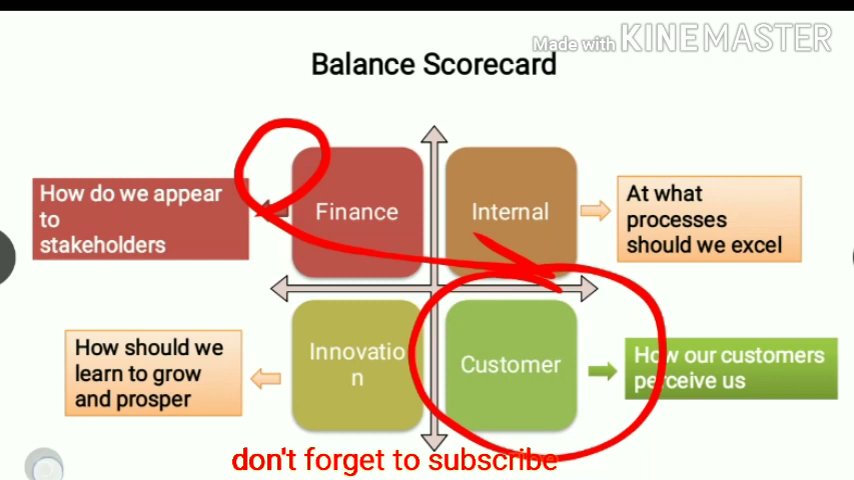 Made with KINEMASTER
Balance Scorecard
How do we appear
to
stakeholders
Finance
Internal
At what
processes
should we excel
How should we
learn to grow
and prosper
Innovatio
n
Customer
How our customers
perceive us
don't forget to subscribe